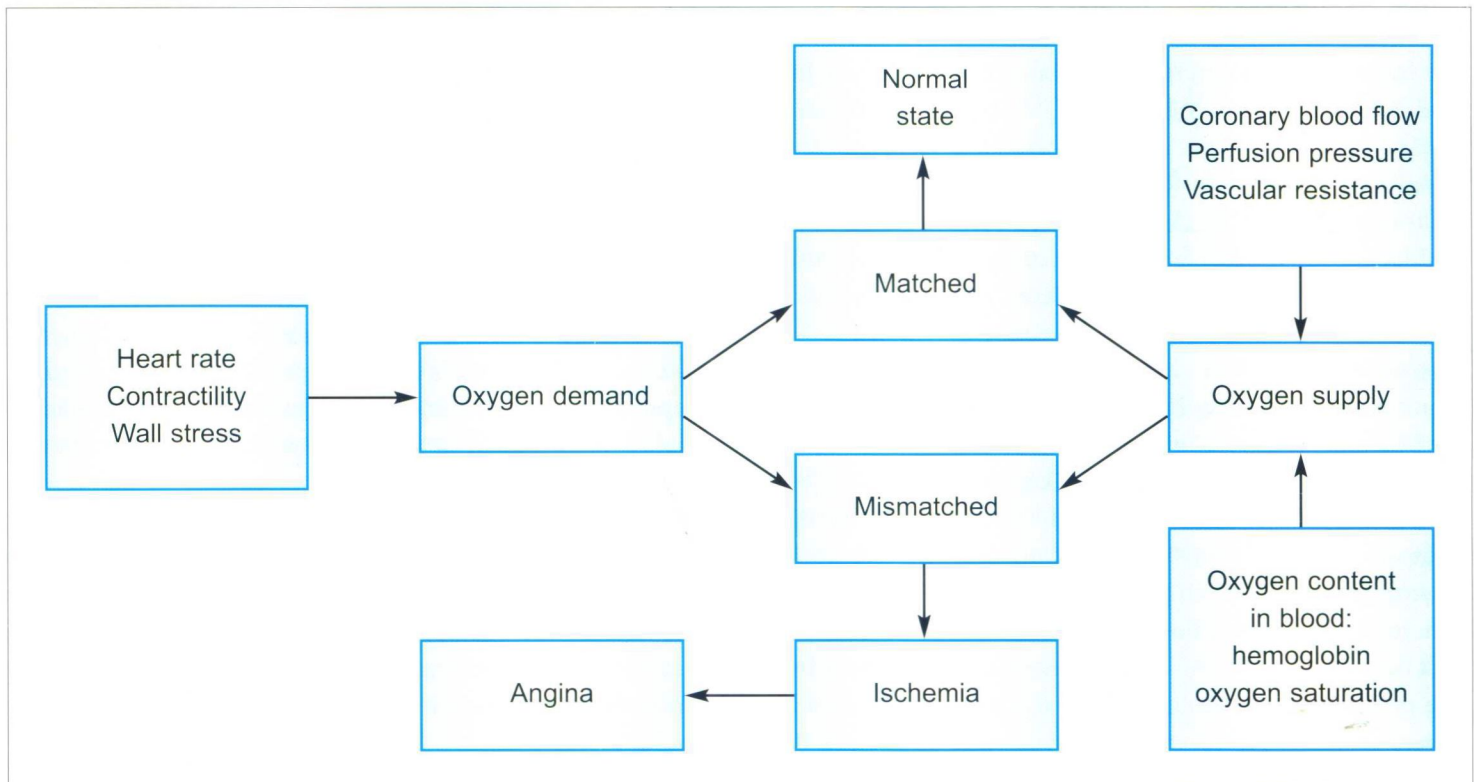 Normal
state
Coronary blood flow
Perfusion pressure
Vascular resistance
Matched
Heart rate
Contractility
Wall stress
Oxygen demand
Oxygen supply
Mismatched
Oxygen content
in blood:
hemoglobin
oxygen saturation
Angina
Ischemia